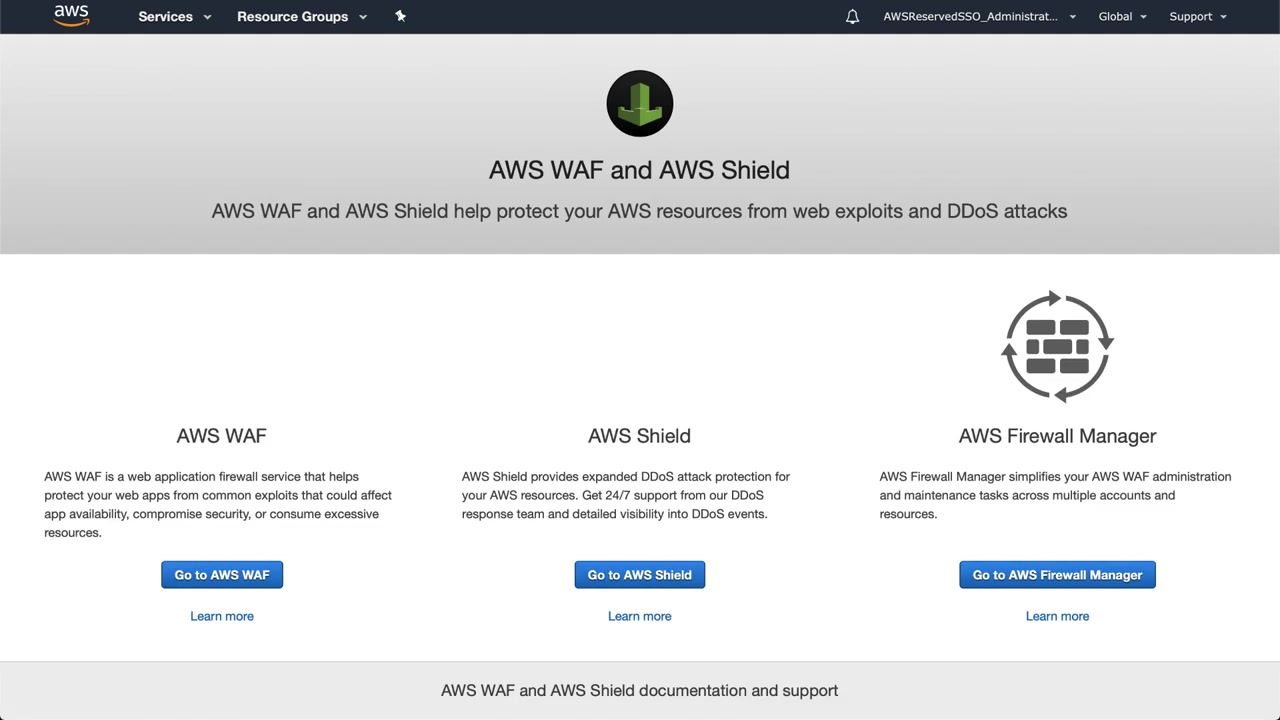 aws
Services
Resource Groups
AWSReservedSSO_Administrat...
Global
Support
AWS WAF and AWS Shield
AWS WAF and AWS Shield help protect your AWS resources from web exploits and DDoS attacks
AWS WAF
AWS WAF is a web application firewall service that helps
protect your web apps from common exploits that could affect
app availability, compromise security, or consume excessive
resources.
Go to AWS WAF
Learn more
AWS Shield
AWS Shield provides expanded DDoS attack protection for
your AWS resources. Get 24/7 support from our DDoS
response team and detailed visibility into DDoS events.
Go to AWS Shield
Learn more
AWS Firewall Manager
AWS Firewall Manager simplifies your AWS WAF administration
and maintenance tasks across multiple accounts and
resources.
Go to AWS Firewall Manager
Learn more
AWS WAF and AWS Shield documentation and support